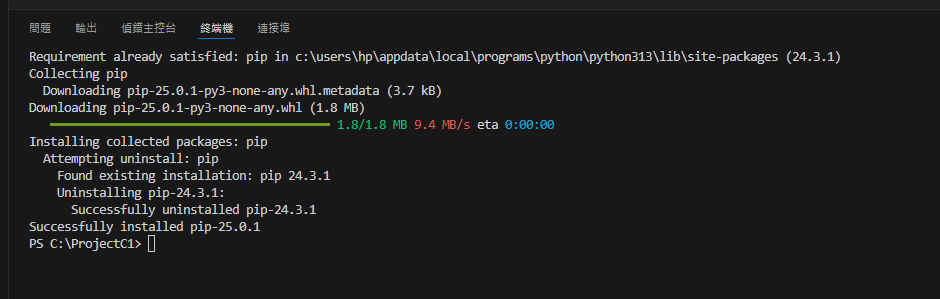 問題 輸出 偵錯主控台 終端機 連接埠
Requirement already satisfied: pip in c:\users\hp\appdata\local\programs\python\python313\lib\site-packages (24.3.1)
Collecting pip
  Downloading pip-25.0.1-py3-none-any.whl.metadata (3.7 kB)
Downloading pip-25.0.1-py3-none-any.whl (1.8 MB)
1.8/1.8 MB 9.4 MB/s eta 0:00:00
Installing collected packages: pip
  Attempting uninstall: pip
    Found existing installation: pip 24.3.1
    Uninstalling pip-24.3.1:
      Successfully uninstalled pip-24.3.1
Successfully installed pip-25.0.1
PS C:\ProjectC1>